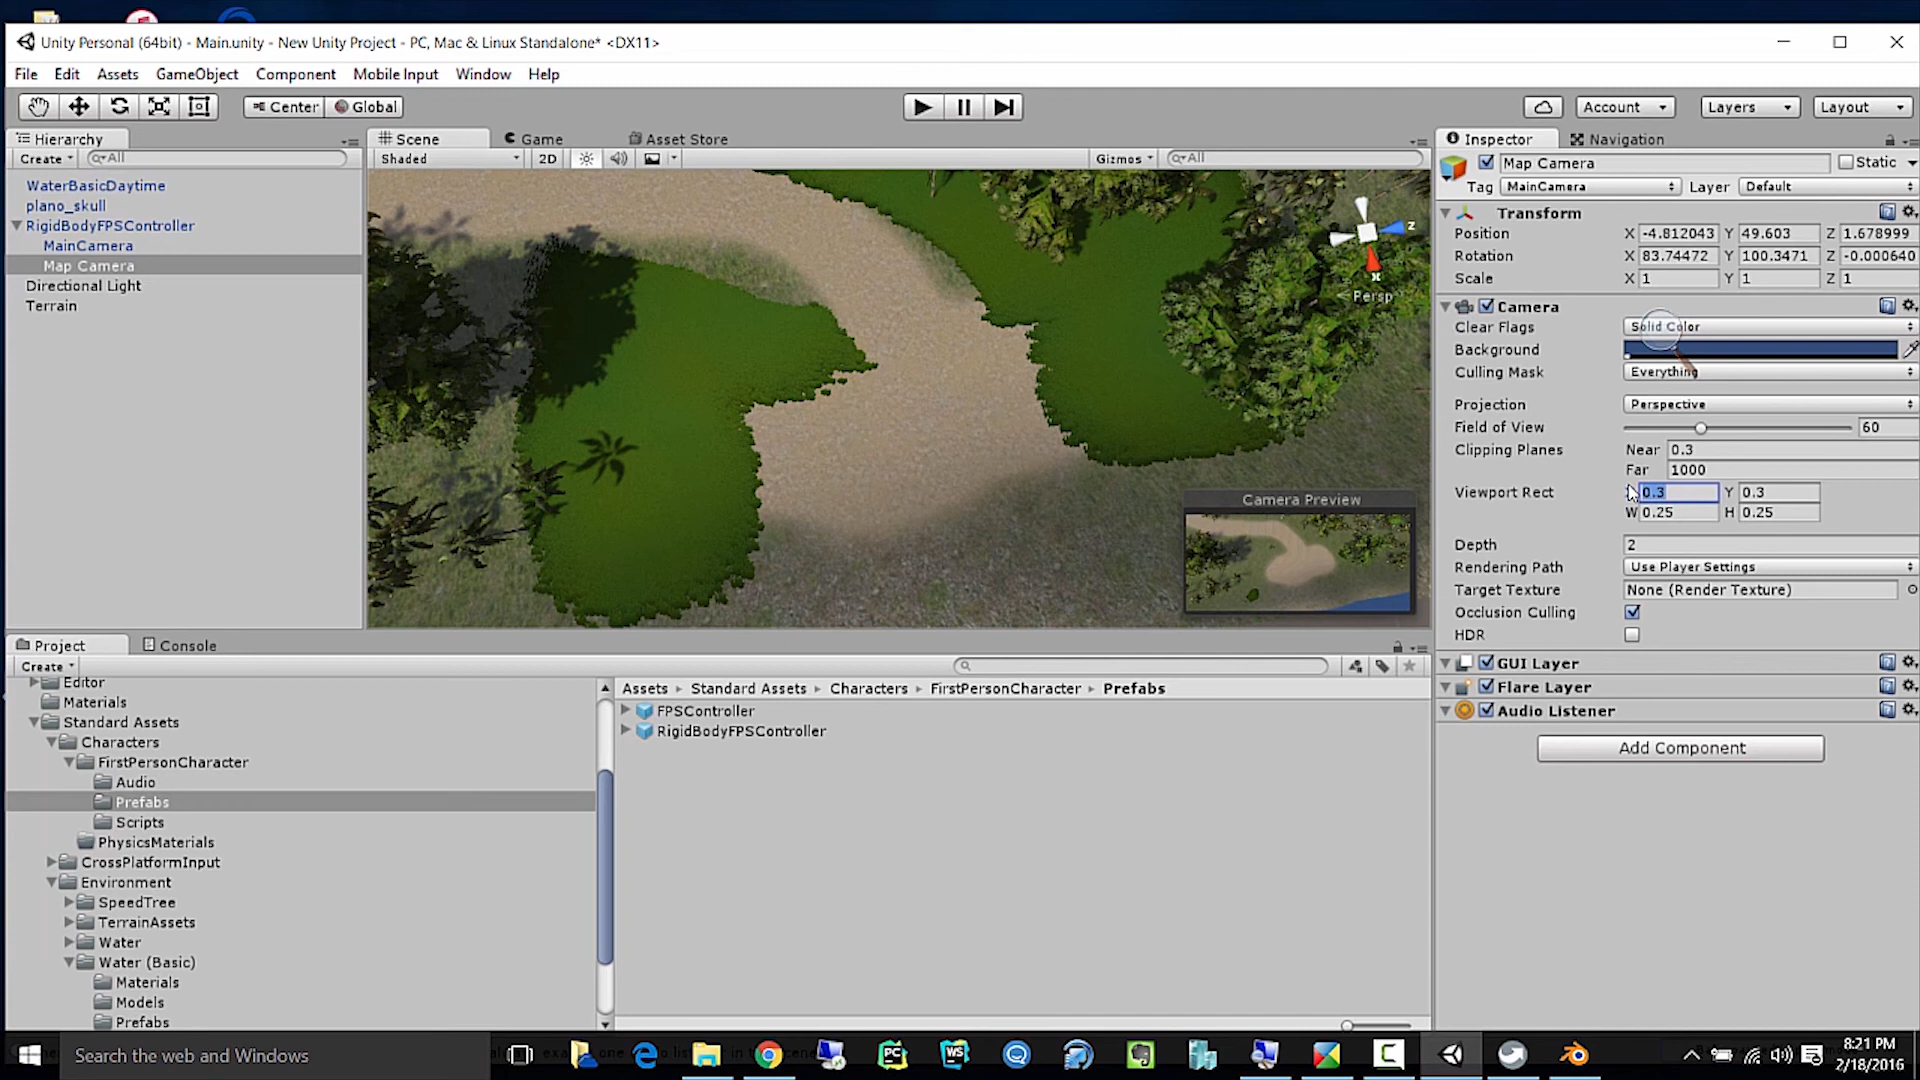 Unity Personal (64bit) - Main.unity - New Unity Project - PC, Mac & Linux Standalone* <DX11>
File Edit Assets GameObject Component Mobile Input Window Help
Center Global Account Layers Layout
Hierarchy
Create All
WaterBasicDaytime
plano_skull
RigidBodyFPSController
MainCamera
Map Camera
Directional Light
Terrain
Scene Game Asset Store
Shaded 2D Gizmos All
Z
X
Persp
Camera Preview
Inspector Navigation
Map Camera Static
Tag MainCamera Layer Default
Transform
Position X -4.812043 Y 49.603 Z 1.678999
Rotation X 83.74472 Y 100.3471 Z -0.000640
Scale X 1 Y 1 Z 1
Camera
Clear Flags Solid Color
Background
Culling Mask Everything
Projection Perspective
Field of View 60
Clipping Planes Near 0.3
Far 1000
Viewport Rect 0.3 Y 0.3
W 0.25 H 0.25
Depth 2
Rendering Path Use Player Settings
Target Texture None (Render Texture)
Occlusion Culling
HDR
GUI Layer
Flare Layer
Audio Listener
Add Component
Project Console
Create
Editor
Materials
Standard Assets
Characters
FirstPersonCharacter
Audio
Prefabs
Scripts
PhysicsMaterials
CrossPlatformInput
Environment
SpeedTree
TerrainAssets
Water
Water (Basic)
Materials
Models
Prefabs
Assets Standard Assets Characters FirstPersonCharacter Prefabs
FPSController
RigidBodyFPSController
Search the web and Windows
PC WS C
8:21 PM
2/18/2016